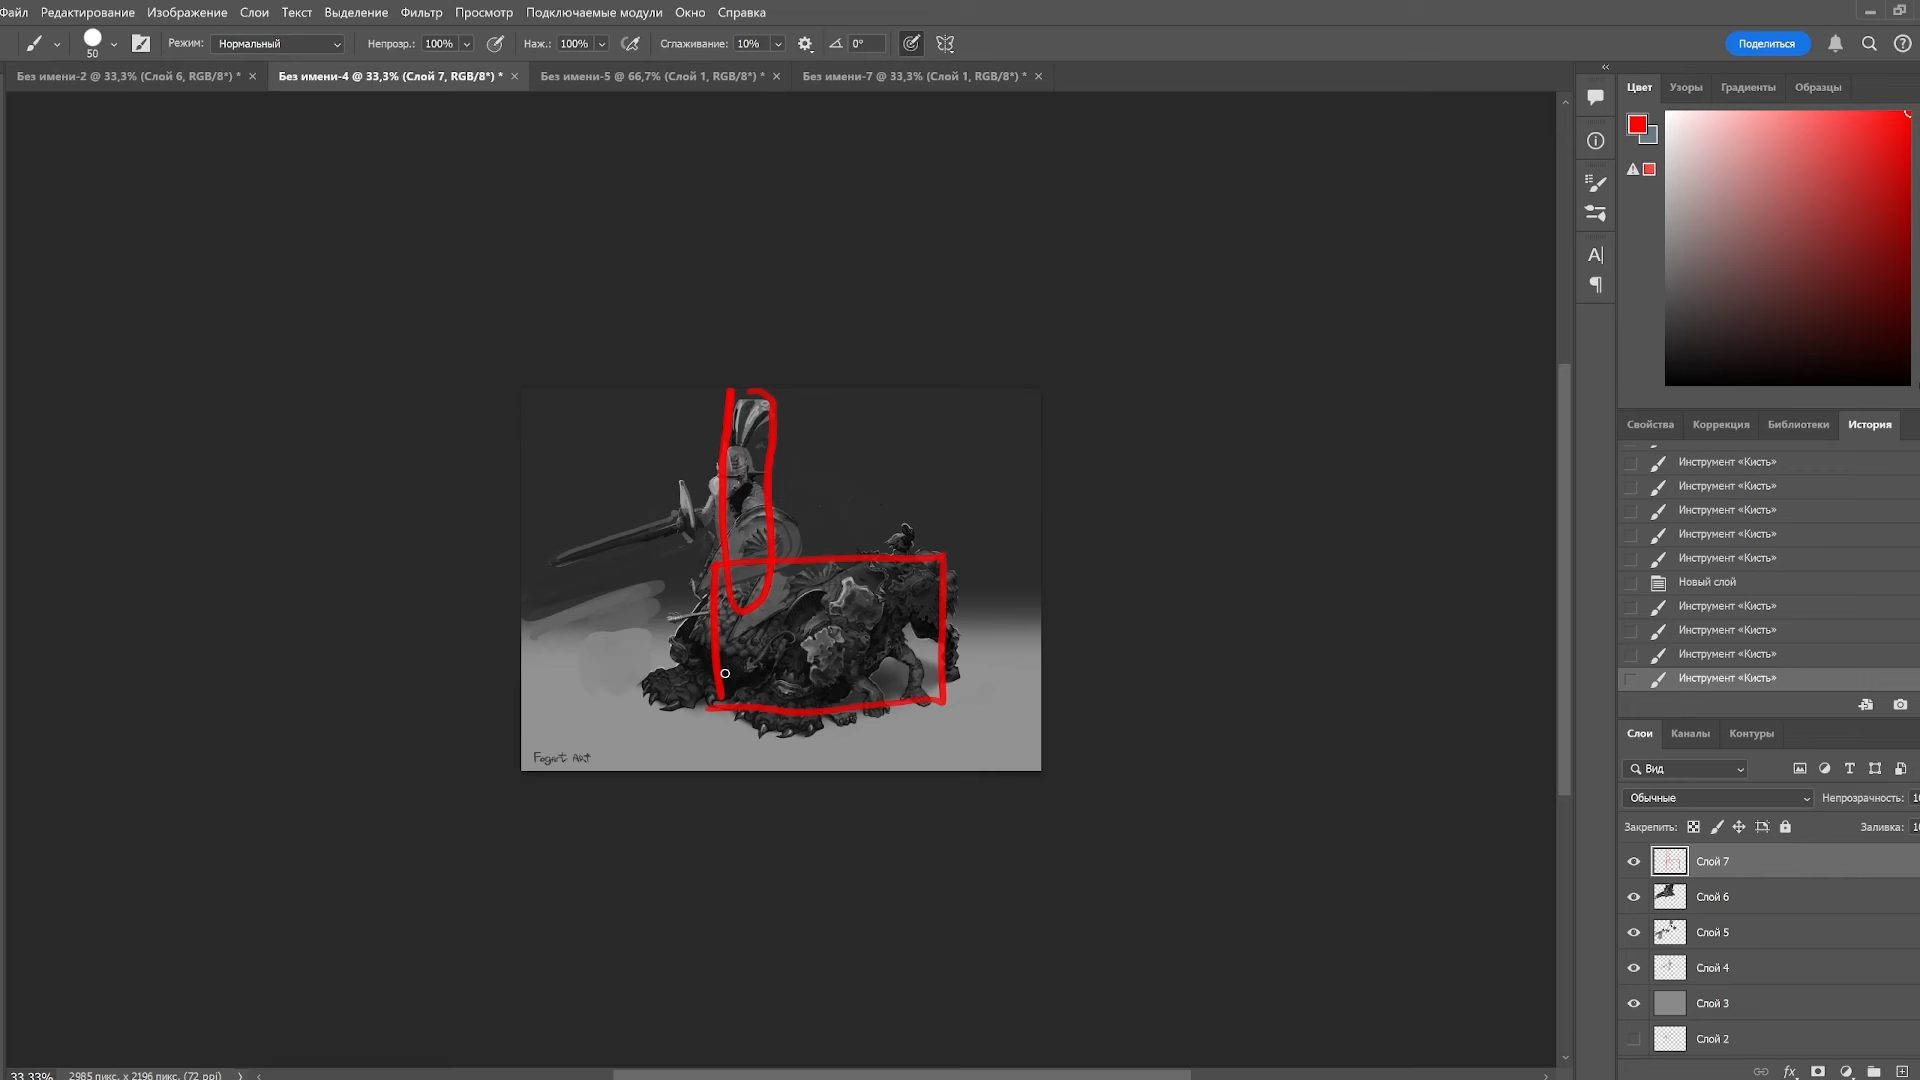 Файл Редактирование Изображение Слои Текст Выделение Фильтр Просмотр Подключаемые модули Окно Справка
50 Режим: Нормальный Непрозр.: 100% Наж.: 100% Сглаживание: 10% 0° Поделиться
Без имени-2 @ 33,3% (Слой 6, RGB/8*) * Без имени-4 @ 33,3% (Слой 7, RGB/8*) * Без имени-5 @ 66,7% (Слой 1, RGB/8*) * Без имени-7 @ 33,3% (Слой 1, RGB/8*) *
Цвет Узоры Градиенты Образцы
Свойства Коррекция Библиотеки История
Инструмент «Кисть»
Инструмент «Кисть»
Инструмент «Кисть»
Инструмент «Кисть»
Инструмент «Кисть»
Новый слой
Инструмент «Кисть»
Инструмент «Кисть»
Инструмент «Кисть»
Инструмент «Кисть»
Слои Каналы Контуры
Вид
Обычные Непрозрачность:
Закрепить: Заливка:
Слой 7
Слой 6
Слой 5
Слой 4
Слой 3
Слой 2
fx
Fogart Art
33,33% 2985 пикс. x 2196 пикс. (72 ppi)